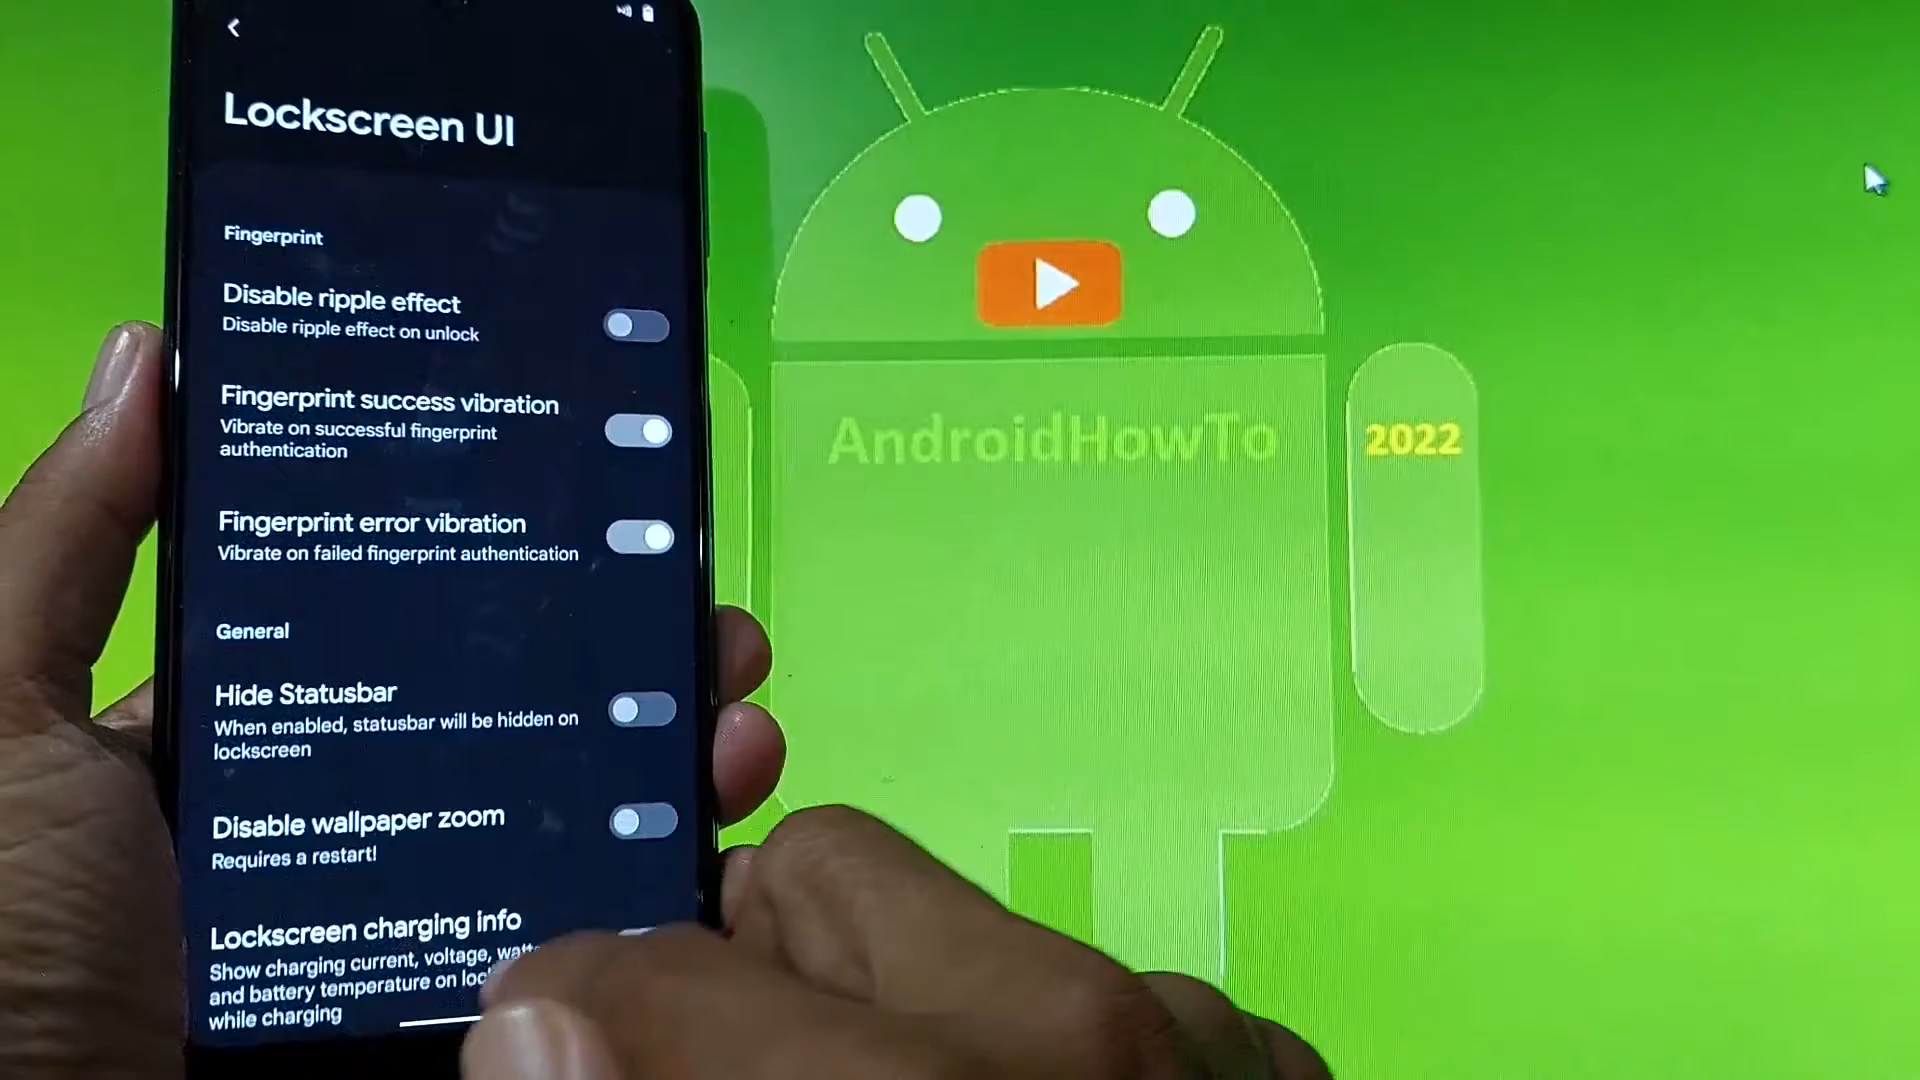 Lockscreen UI
Fingerprint
Disable ripple effect
Disable ripple effect on unlock
Fingerprint success vibration
Vibrate on successful fingerprint
authentication
Fingerprint error vibration
Vibrate on failed fingerprint authentication
General
Hide Statusbar
When enabled, statusbar will be hidden on
lockscreen
Disable wallpaper zoom
Requires a restart!
Lockscreen charging info
Show charging current, voltage,
and battery temperature on
while charging
AndroidHowTo
2022